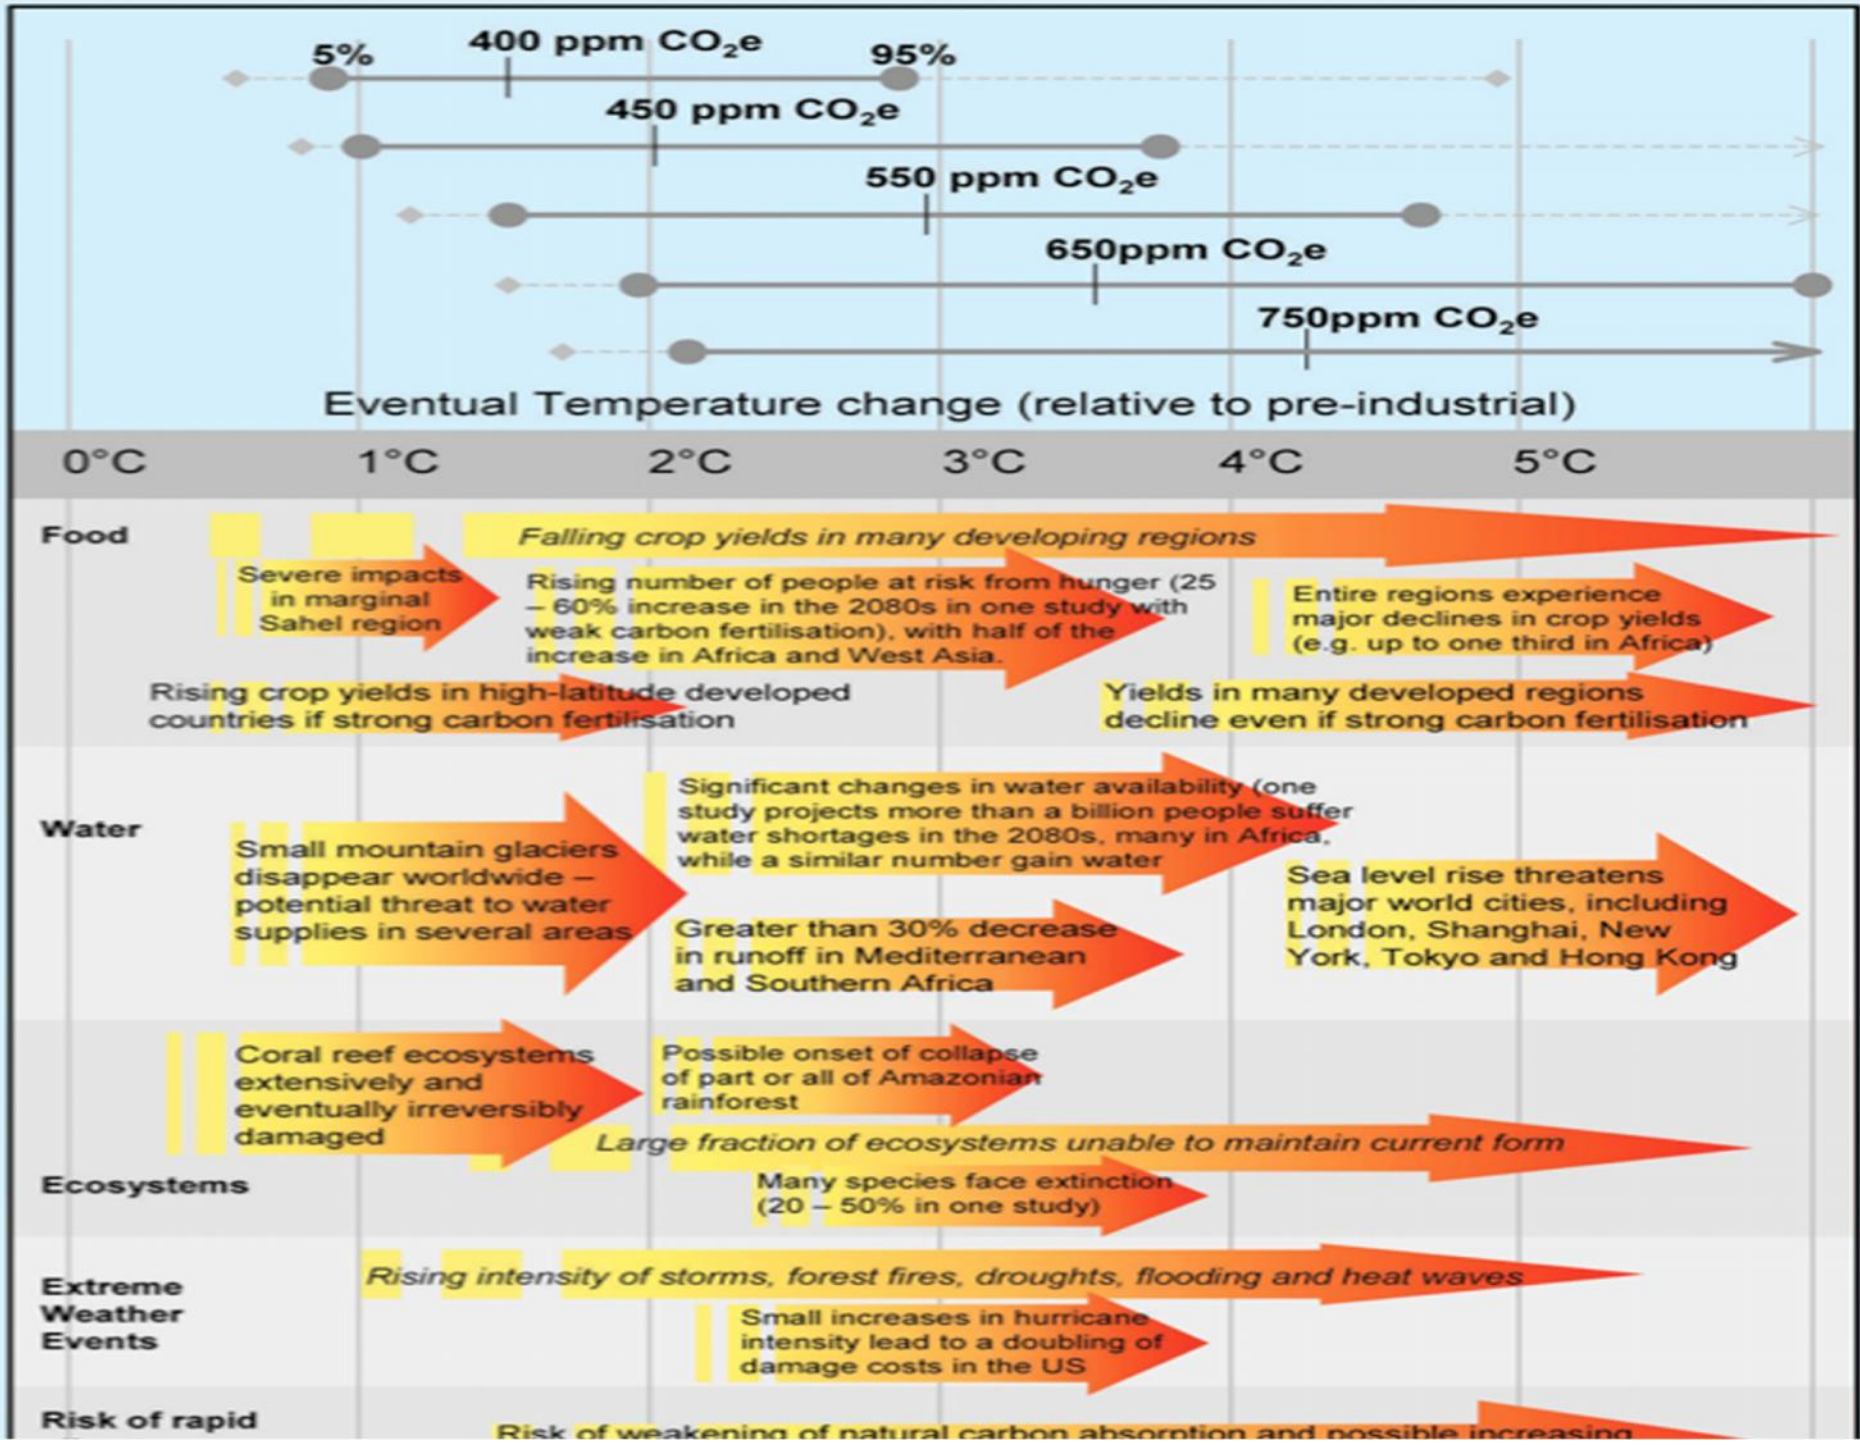 400 ppm CO₂e
5%
95%
450 ppm CO₂e
550 ppm CO₂e
650ppm CO₂e
750ppm CO₂e
Eventual Temperature change (relative to pre-industrial)
0°C 1°C 2°C 3°C 4°C 5°C
Food
Falling crop yields in many developing regions
Severe impacts
in marginal
Sahel region
Rising number of people at risk from hunger (25
– 60% increase in the 2080s in one study with
weak carbon fertilisation), with half of the
increase in Africa and West Asia.
Entire regions experience
major declines in crop yields
(e.g. up to one third in Africa)
Rising crop yields in high-latitude developed
countries if strong carbon fertilisation
Yields in many developed regions
decline even if strong carbon fertilisation
Water
Small mountain glaciers
disappear worldwide –
potential threat to water
supplies in several areas
Significant changes in water availability (one
study projects more than a billion people suffer
water shortages in the 2080s, many in Africa,
while a similar number gain water
Greater than 30% decrease
in runoff in Mediterranean
and Southern Africa
Sea level rise threatens
major world cities, including
London, Shanghai, New
York, Tokyo and Hong Kong
Ecosystems
Coral reef ecosystems
extensively and
eventually irreversibly
damaged
Possible onset of collapse
of part or all of Amazonian
rainforest
Large fraction of ecosystems unable to maintain current form
Many species face extinction
(20 – 50% in one study)
Extreme
Weather
Events
Rising intensity of storms, forest fires, droughts, flooding and heat waves
Small increases in hurricane
intensity lead to a doubling of
damage costs in the US
Risk of rapid
Risk of weakening of natural carbon absorption and possible increasing